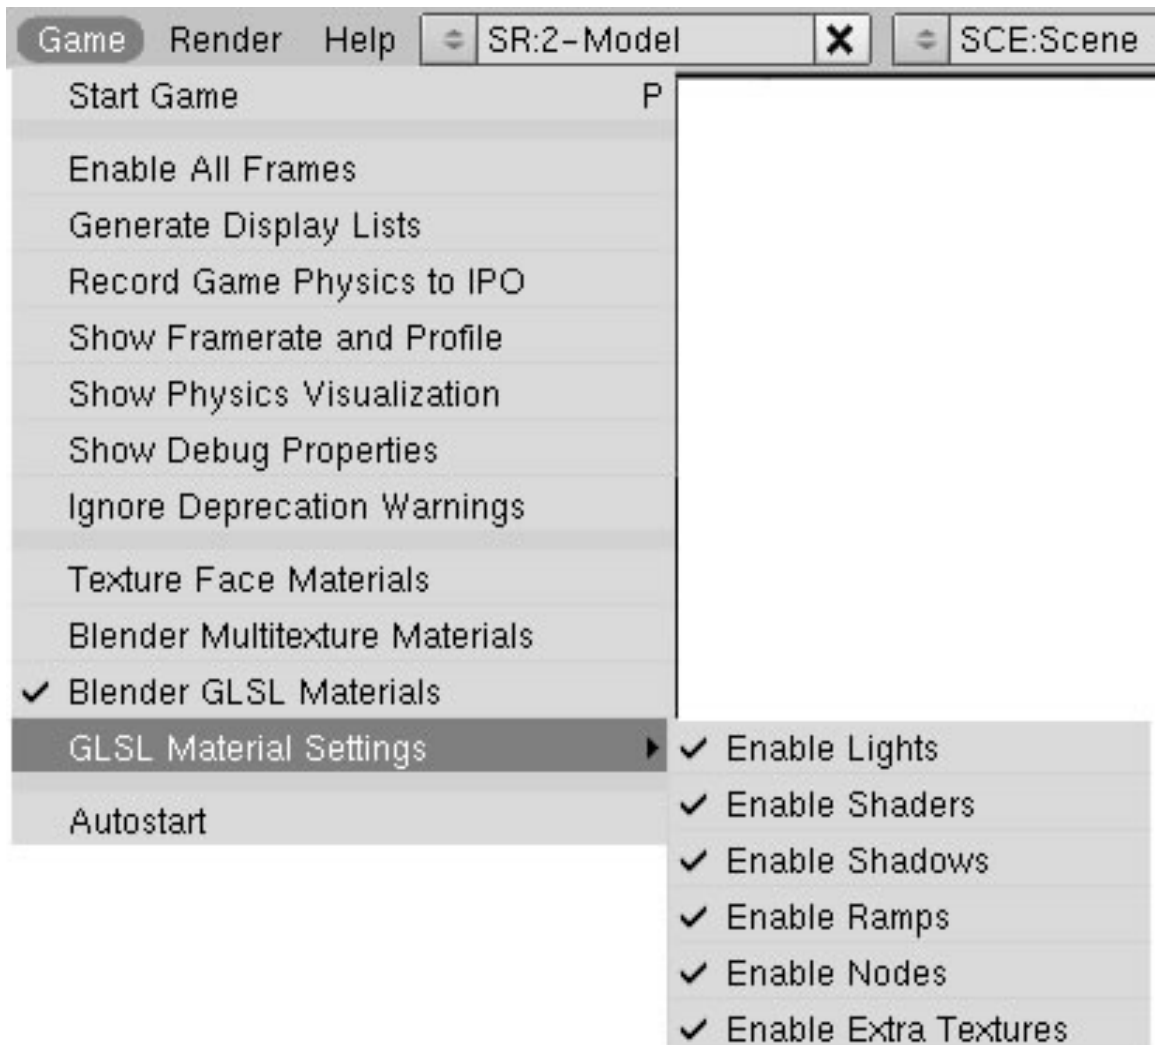 Game Render Help SR:2-Model SCE:Scene
Start Game P
Enable All Frames
Generate Display Lists
Record Game Physics to IPO
Show Framerate and Profile
Show Physics Visualization
Show Debug Properties
Ignore Deprecation Warnings
Texture Face Materials
Blender Multitexture Materials
Blender GLSL Materials
GLSL Material Settings
Autostart
Enable Lights
Enable Shaders
Enable Shadows
Enable Ramps
Enable Nodes
Enable Extra Textures